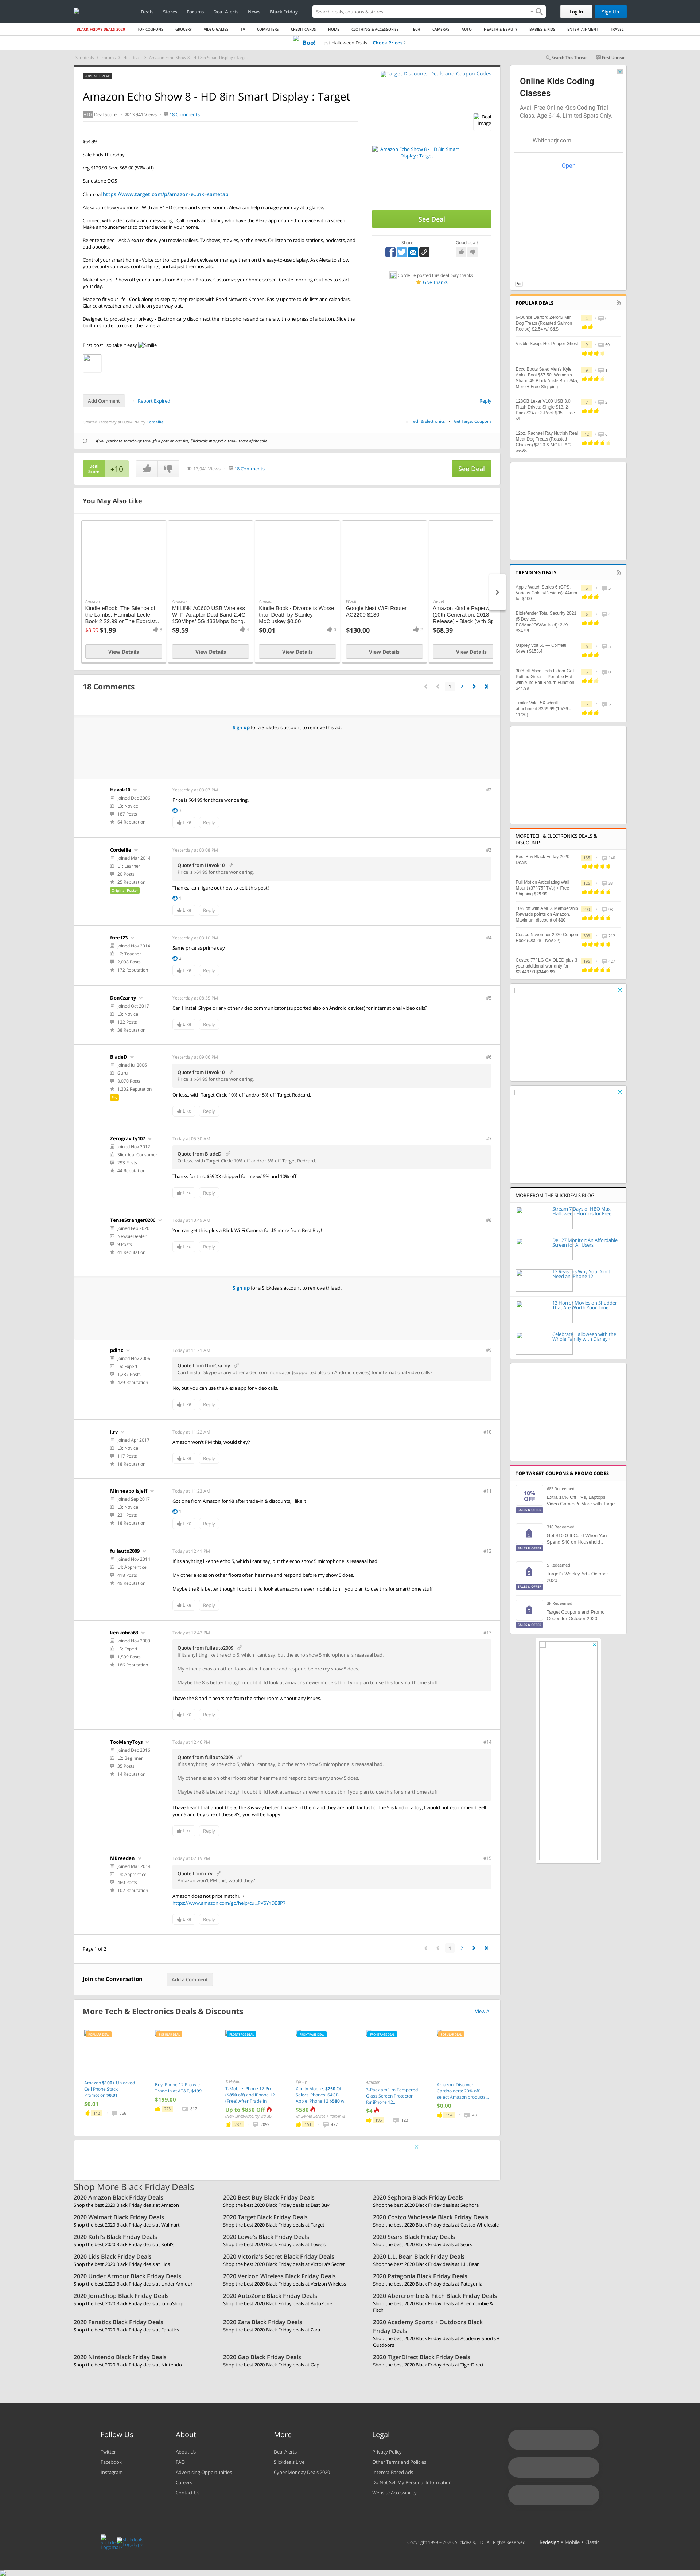 Deals Stores Forums Deal Alerts News Black Friday
Search deals, coupons & stores
Log In
Sign Up
BLACK FRIDAY DEALS 2020 TOP COUPONS GROCERY VIDEO GAMES TV COMPUTERS CREDIT CARDS HOME CLOTHING & ACCESSORIES TECH CAMERAS AUTO HEALTH & BEAUTY BABIES & KIDS ENTERTAINMENT TRAVEL
Boo! Last Halloween Deals Check Prices
Search This Thread First Unread
FORUM THREAD
Target Discounts, Deals and Coupon Codes
Amazon Echo Show 8 - HD 8in Smart Display : Target
+10 Deal Score 13,941 Views 18 Comments
Deal Image
$64.99
Sale Ends Thursday
reg $129.99 Save $65.00 (50% off)
Sandstone OOS
Charcoal https://www.target.com/p/amazon-e...nk=sametab
Alexa can show you more - With an 8" HD screen and stereo sound, Alexa can help manage your day at a glance.
Connect with video calling and messaging - Call friends and family who have the Alexa app or an Echo device with a screen. Make announcements to other devices in your home.
Be entertained - Ask Alexa to show you movie trailers, TV shows, movies, or the news. Or listen to radio stations, podcasts, and audiobooks.
Control your smart home - Voice control compatible devices or manage them on the easy-to-use display. Ask Alexa to show you security cameras, control lights, and adjust thermostats.
Make it yours - Show off your albums from Amazon Photos. Customize your home screen. Create morning routines to start your day.
Made to fit your life - Cook along to step-by-step recipes with Food Network Kitchen. Easily update to-do lists and calendars. Glance at weather and traffic on your way out.
Designed to protect your privacy - Electronically disconnect the microphones and camera with one press of a button. Slide the built-in shutter to cover the camera.
First post...so take it easy Smilie
Amazon Echo Show 8 - HD 8in Smart Display : Target
See Deal
Share Good deal?
Cordellie posted this deal. Say thanks!
Give Thanks
Add Comment Report Expired Reply
Created Yesterday at 03:09 PM by Cordellie
in Tech & Electronics Get Target Coupons
If you purchase something through a post on our site, Slickdeals may get a small share of the sale.
Deal Score +10 13,941 Views 18 Comments See Deal
You May Also Like
Amazon
Kindle eBook: The Silence of the Lambs: Hannibal Lecter Book 2 $2.99 or The Exorcist...
$8.99 $1.99
View Details
Amazon
MIILINK AC600 USB Wireless Wi-Fi Adapter Dual Band 2.4G 150Mbps/ 5G 433Mbps Dong...
$9.59
View Details
Amazon
Kindle Book - Divorce is Worse than Death by Stanley McCluskey $0.00
$0.01
View Details
Woot!
Google Nest WiFi Router AC2200 $130
$130.00
View Details
Target
Amazon Kindle Paperw
(10th Generation, 2018
Release) - Black (with Sp
$68.39
View Details
18 Comments
1 2
Sign up for a Slickdeals account to remove this ad.
Havok10
Joined Dec 2006
L3: Novice
187 Posts
64 Reputation
Yesterday at 03:07 PM #2
Price is $64.99 for those wondering.
3
Like Reply
Cordellie
Joined Mar 2014
L1: Learner
20 Posts
25 Reputation
Original Poster
Yesterday at 03:08 PM #3
Quote from Havok10
Price is $64.99 for those wondering.
Thanks..can figure out how to edit this post!
1
Like Reply
ftee123
Joined Nov 2014
L7: Teacher
2,098 Posts
172 Reputation
Yesterday at 03:10 PM #4
Same price as prime day
3
Like Reply
DonCzarny
Joined Oct 2017
L3: Novice
122 Posts
38 Reputation
Yesterday at 08:55 PM #5
Can I install Skype or any other video communicator (supported also on Android devices) for international video calls?
Like Reply
BladeD
Joined Jul 2006
Guru
9,070 Posts
1,302 Reputation
Pro
Yesterday at 09:06 PM #6
Quote from Havok10
Price is $64.99 for those wondering.
Or less...with Target Circle 10% off and/or 5% off Target Redcard.
Like Reply
Zerogravity107
Joined Nov 2012
Slickdeal Consumer
293 Posts
44 Reputation
Today at 05:30 AM #7
Quote from BladeD
Or less...with Target Circle 10% off and/or 5% off Target Redcard.
Thanks for this. $59.XX shipped for me w/ 5% and 10% off.
Like Reply
TenseStranger8206
Joined Feb 2020
NewbieDealer
9 Posts
41 Reputation
Today at 10:49 AM #8
You can get this, plus a Blink Wi-Fi Camera for $5 more from Best Buy!
Like Reply
Sign up for a Slickdeals account to remove this ad.
pdinc
Joined Nov 2006
L6: Expert
1,237 Posts
429 Reputation
Today at 11:21 AM #9
Quote from DonCzarny
Can I install Skype or any other video communicator (supported also on Android devices) for international video calls?
No, but you can use the Alexa app for video calls.
Like Reply
i.rv
Joined Apr 2017
L3: Novice
117 Posts
18 Reputation
Today at 11:22 AM #10
Amazon won't PM this, would they?
Like Reply
MinneapolisJeff
Joined Sep 2017
L3: Novice
231 Posts
18 Reputation
Today at 11:23 AM #11
Got one from Amazon for $8 after trade-in & discounts, I like it!
1
Like Reply
fullauto2009
Joined Nov 2014
L4: Apprentice
418 Posts
49 Reputation
Today at 12:41 PM #12
If its anyhting like the echo 5, which i cant say, but the echo show 5 microphone is reaaaaal bad.
My other alexas on other floors often hear me and respond before my show 5 does.
Maybe the 8 is better though i doubt it. Id look at amazons newer models tbh if you plan to use this for smarthome stuff
Like Reply
kenkobra63
Joined Nov 2009
L6: Expert
1,599 Posts
186 Reputation
Today at 12:43 PM #13
Quote from fullauto2009
If its anyhting like the echo 5, which i cant say, but the echo show 5 microphone is reaaaaal bad.
My other alexas on other floors often hear me and respond before my show 5 does.
Maybe the 8 is better though i doubt it. Id look at amazons newer models tbh if you plan to use this for smarthome stuff
I have the 8 and it hears me from the other room without any issues.
Like Reply
TooManyToys
Joined Dec 2016
L2: Beginner
35 Posts
14 Reputation
Today at 12:46 PM #14
Quote from fullauto2009
If its anyhting like the echo 5, which i cant say, but the echo show 5 microphone is reaaaaal bad.
My other alexas on other floors often hear me and respond before my show 5 does.
Maybe the 8 is better though i doubt it. Id look at amazons newer models tbh if you plan to use this for smarthome stuff
I have heard that about the 5. The 8 is way better. I have 2 of them and they are both fantastic. The 5 is kind of a toy, I would not recommend. Sell your 5 and buy one of these 8's, you will be happy.
Like Reply
MBreeden
Joined Mar 2014
L4: Apprentice
460 Posts
102 Reputation
Today at 02:19 PM #15
Quote from i.rv
Amazon won't PM this, would they?
Amazon does not price match
https://www.amazon.com/gp/help/cu...PV5YYDBBP7
Like Reply
Page 1 of 2
1 2
Join the Conversation Add a Comment
More Tech & Electronics Deals & Discounts View All
Amazon $100+ Unlocked Cell Phone Stack Promotion $0.01
$0.01
Buy iPhone 12 Pro with Trade in at AT&T, $199
$199.00
T-Mobile
T-Mobile iPhone 12 Pro ($850 off) and iPhone 12 (Free) After Trade In
Up to $850 Off
Xfinity
Xfinity Mobile: $250 Off Select iPhones: 64GB Apple iPhone 12 $580 w...
$580
Amazon
3-Pack amFilm Tempered Glass Screen Protector for iPhone 12...
$4
Amazon: Discover Cardholders: 20% off select Amazon products...
$0.00
Shop More Black Friday Deals
2020 Amazon Black Friday Deals
Shop the best 2020 Black Friday deals at Amazon
2020 Best Buy Black Friday Deals
Shop the best 2020 Black Friday deals at Best Buy
2020 Sephora Black Friday Deals
Shop the best 2020 Black Friday deals at Sephora
2020 Walmart Black Friday Deals
Shop the best 2020 Black Friday deals at Walmart
2020 Target Black Friday Deals
Shop the best 2020 Black Friday deals at Target
2020 Costco Wholesale Black Friday Deals
Shop the best 2020 Black Friday deals at Costco Wholesale
2020 Kohl's Black Friday Deals
Shop the best 2020 Black Friday deals at Kohl's
2020 Lowe's Black Friday Deals
Shop the best 2020 Black Friday deals at Lowe's
2020 Sears Black Friday Deals
Shop the best 2020 Black Friday deals at Sears
2020 Lids Black Friday Deals
Shop the best 2020 Black Friday deals at Lids
2020 Victoria's Secret Black Friday Deals
Shop the best 2020 Black Friday deals at Victoria's Secret
2020 L.L. Bean Black Friday Deals
Shop the best 2020 Black Friday deals at L.L. Bean
2020 Under Armour Black Friday Deals
Shop the best 2020 Black Friday deals at Under Armour
2020 Verizon Wireless Black Friday Deals
Shop the best 2020 Black Friday deals at Verizon Wireless
2020 Patagonia Black Friday Deals
Shop the best 2020 Black Friday deals at Patagonia
2020 JomaShop Black Friday Deals
Shop the best 2020 Black Friday deals at JomaShop
2020 AutoZone Black Friday Deals
Shop the best 2020 Black Friday deals at AutoZone
2020 Abercrombie & Fitch Black Friday Deals
Shop the best 2020 Black Friday deals at Abercrombie & Fitch
2020 Fanatics Black Friday Deals
Shop the best 2020 Black Friday deals at Fanatics
2020 Zara Black Friday Deals
Shop the best 2020 Black Friday deals at Zara
2020 Academy Sports + Outdoors Black Friday Deals
Shop the best 2020 Black Friday deals at Academy Sports + Outdoors
2020 Nintendo Black Friday Deals
Shop the best 2020 Black Friday deals at Nintendo
2020 Gap Black Friday Deals
Shop the best 2020 Black Friday deals at Gap
2020 TigerDirect Black Friday Deals
Shop the best 2020 Black Friday deals at TigerDirect
Online Kids Coding Classes
Avail Free Online Kids Coding Trial Class. Age 6-14. Limited Spots Only.
Whitehatjr.com
Open
Ad
POPULAR DEALS
6-Ounce Darford Zero/G Mini Dog Treats (Roasted Salmon Recipe) $2.54 w/ S&S
Visible Swap: Hot Pepper Ghost
Ecco Boots Sale: Men's Kyle Ankle Boot $57.50, Women's Shape 45 Block Ankle Boot $45, More + Free Shipping
128GB Lexar V100 USB 3.0 Flash Drives: Single $13, 2-Pack $24 or 3-Pack $35 + free s/h
12oz. Rachael Ray Nutrish Real Meat Dog Treats (Roasted Chicken) $2.20 & MORE AC w/s&s
TRENDING DEALS
Apple Watch Series 6 (GPS, Various Colors/Designs): 44mm for $400
Bitdefender Total Security 2021 (5 Devices, PC/Mac/iOS/Android): 2-Yr $34.99
Osprey Volt 60 — Conifer Green $150.4
30% off Abco Tech Indoor Golf Putting Green – Portable Mat with Auto Ball Return Function $44.99
MORE TECH & ELECTRONICS DEALS & DISCOUNTS
Best Buy Black Friday 2020 Deals
Full Motion Articulating Wall Mount (37"-75" TVs) + Free Shipping $29.99
10% off with AMEX Membership Rewards points on Amazon. Maximum discount of $30
Costco November 2020 Coupon Book (Oct 28 - Nov 22)
Costco 77" LG CX OLED plus 3 year additional warranty for $3,449.99 $3449.99
MORE FROM THE SLICKDEALS BLOG
Stream 7 Days of HBO Max Halloween Horrors for Free
Dell 27 Monitor: An Affordable Screen for All Users
12 Reasons Why You Don't Need an iPhone 12
13 Horror Movies on Shudder That Are Worth Your Time
Celebrate Halloween with the Whole Family with Disney+
TOP TARGET COUPONS & PROMO CODES
10% OFF
SALES & OFFER
683 Redeemed
Extra 10% Off TVs, Laptops, Video Games & More with Targe...
SALES & OFFER
310 Redeemed
Get $10 Gift Card When You Spend $40 on Household...
SALES & OFFER
5 Redeemed
Target's Weekly Ad - October 2020
SALES & OFFER
3k Redeemed
Target Coupons and Promo Codes for October 2020
Follow Us
Twitter
Facebook
Instagram
About
About Us
FAQ
Advertising Opportunities
Careers
Contact Us
More
Deal Alerts
Slickdeals Live
Cyber Monday Deals 2020
Legal
Privacy Policy
Other Terms and Policies
Interest-Based Ads
Do Not Sell My Personal Information
Website Accessibility
Copyright 1999 - 2020. Slickdeals, LLC. All Rights Reserved. Redesign • Mobile • Classic